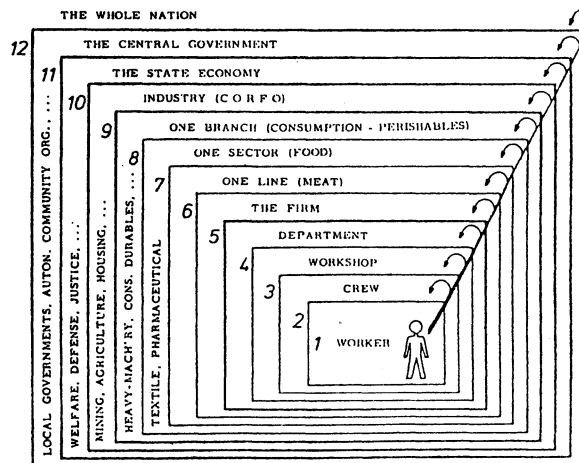 THE WHOLE NATION
12
THE CENTRAL GOVERNMENT
11
THE STATE ECONOMY
10
INDUSTRY (CORFO)
9
ONE BRANCH (CONSUMPTION - PERISHABLES)
8
ONE SECTOR (FOOD)
7
ONE LINE (MEAT)
6
THE FIRM
5
DEPARTMENT
4
WORKSHOP
3
CREW
2
1
WORKER
LOCAL GOVERNMENTS, AUTON. COMMUNITY ORG., ...
WELFARE, DEFENSE, JUSTICE, ...
MINING, AGRICULTURE, HOUSING, ...
HEAVY-MACH'RY, CONS. DURABLES, ...
TEXTILE, PHARMACEUTICAL